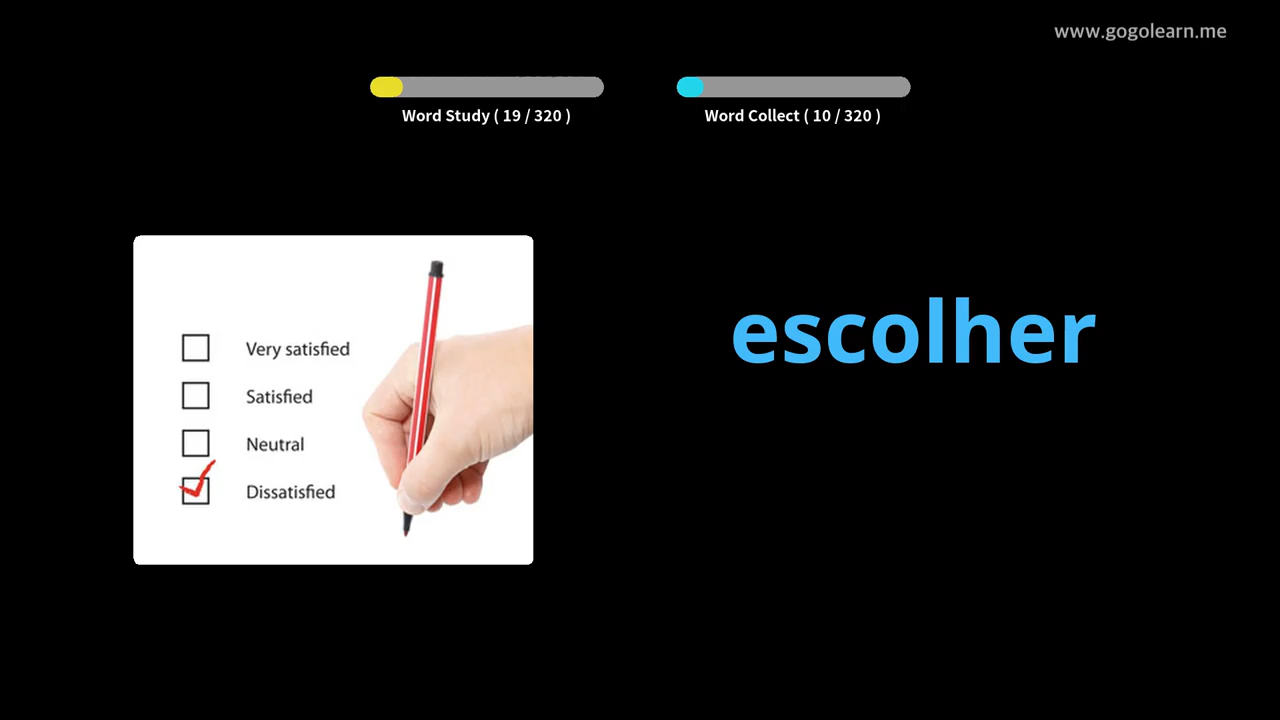 www.gogolearn.me
Word Study ( 19 / 320 )
Word Collect ( 10 / 320 )
Very satisfied
Satisfied
Neutral
Dissatisfied
escolher